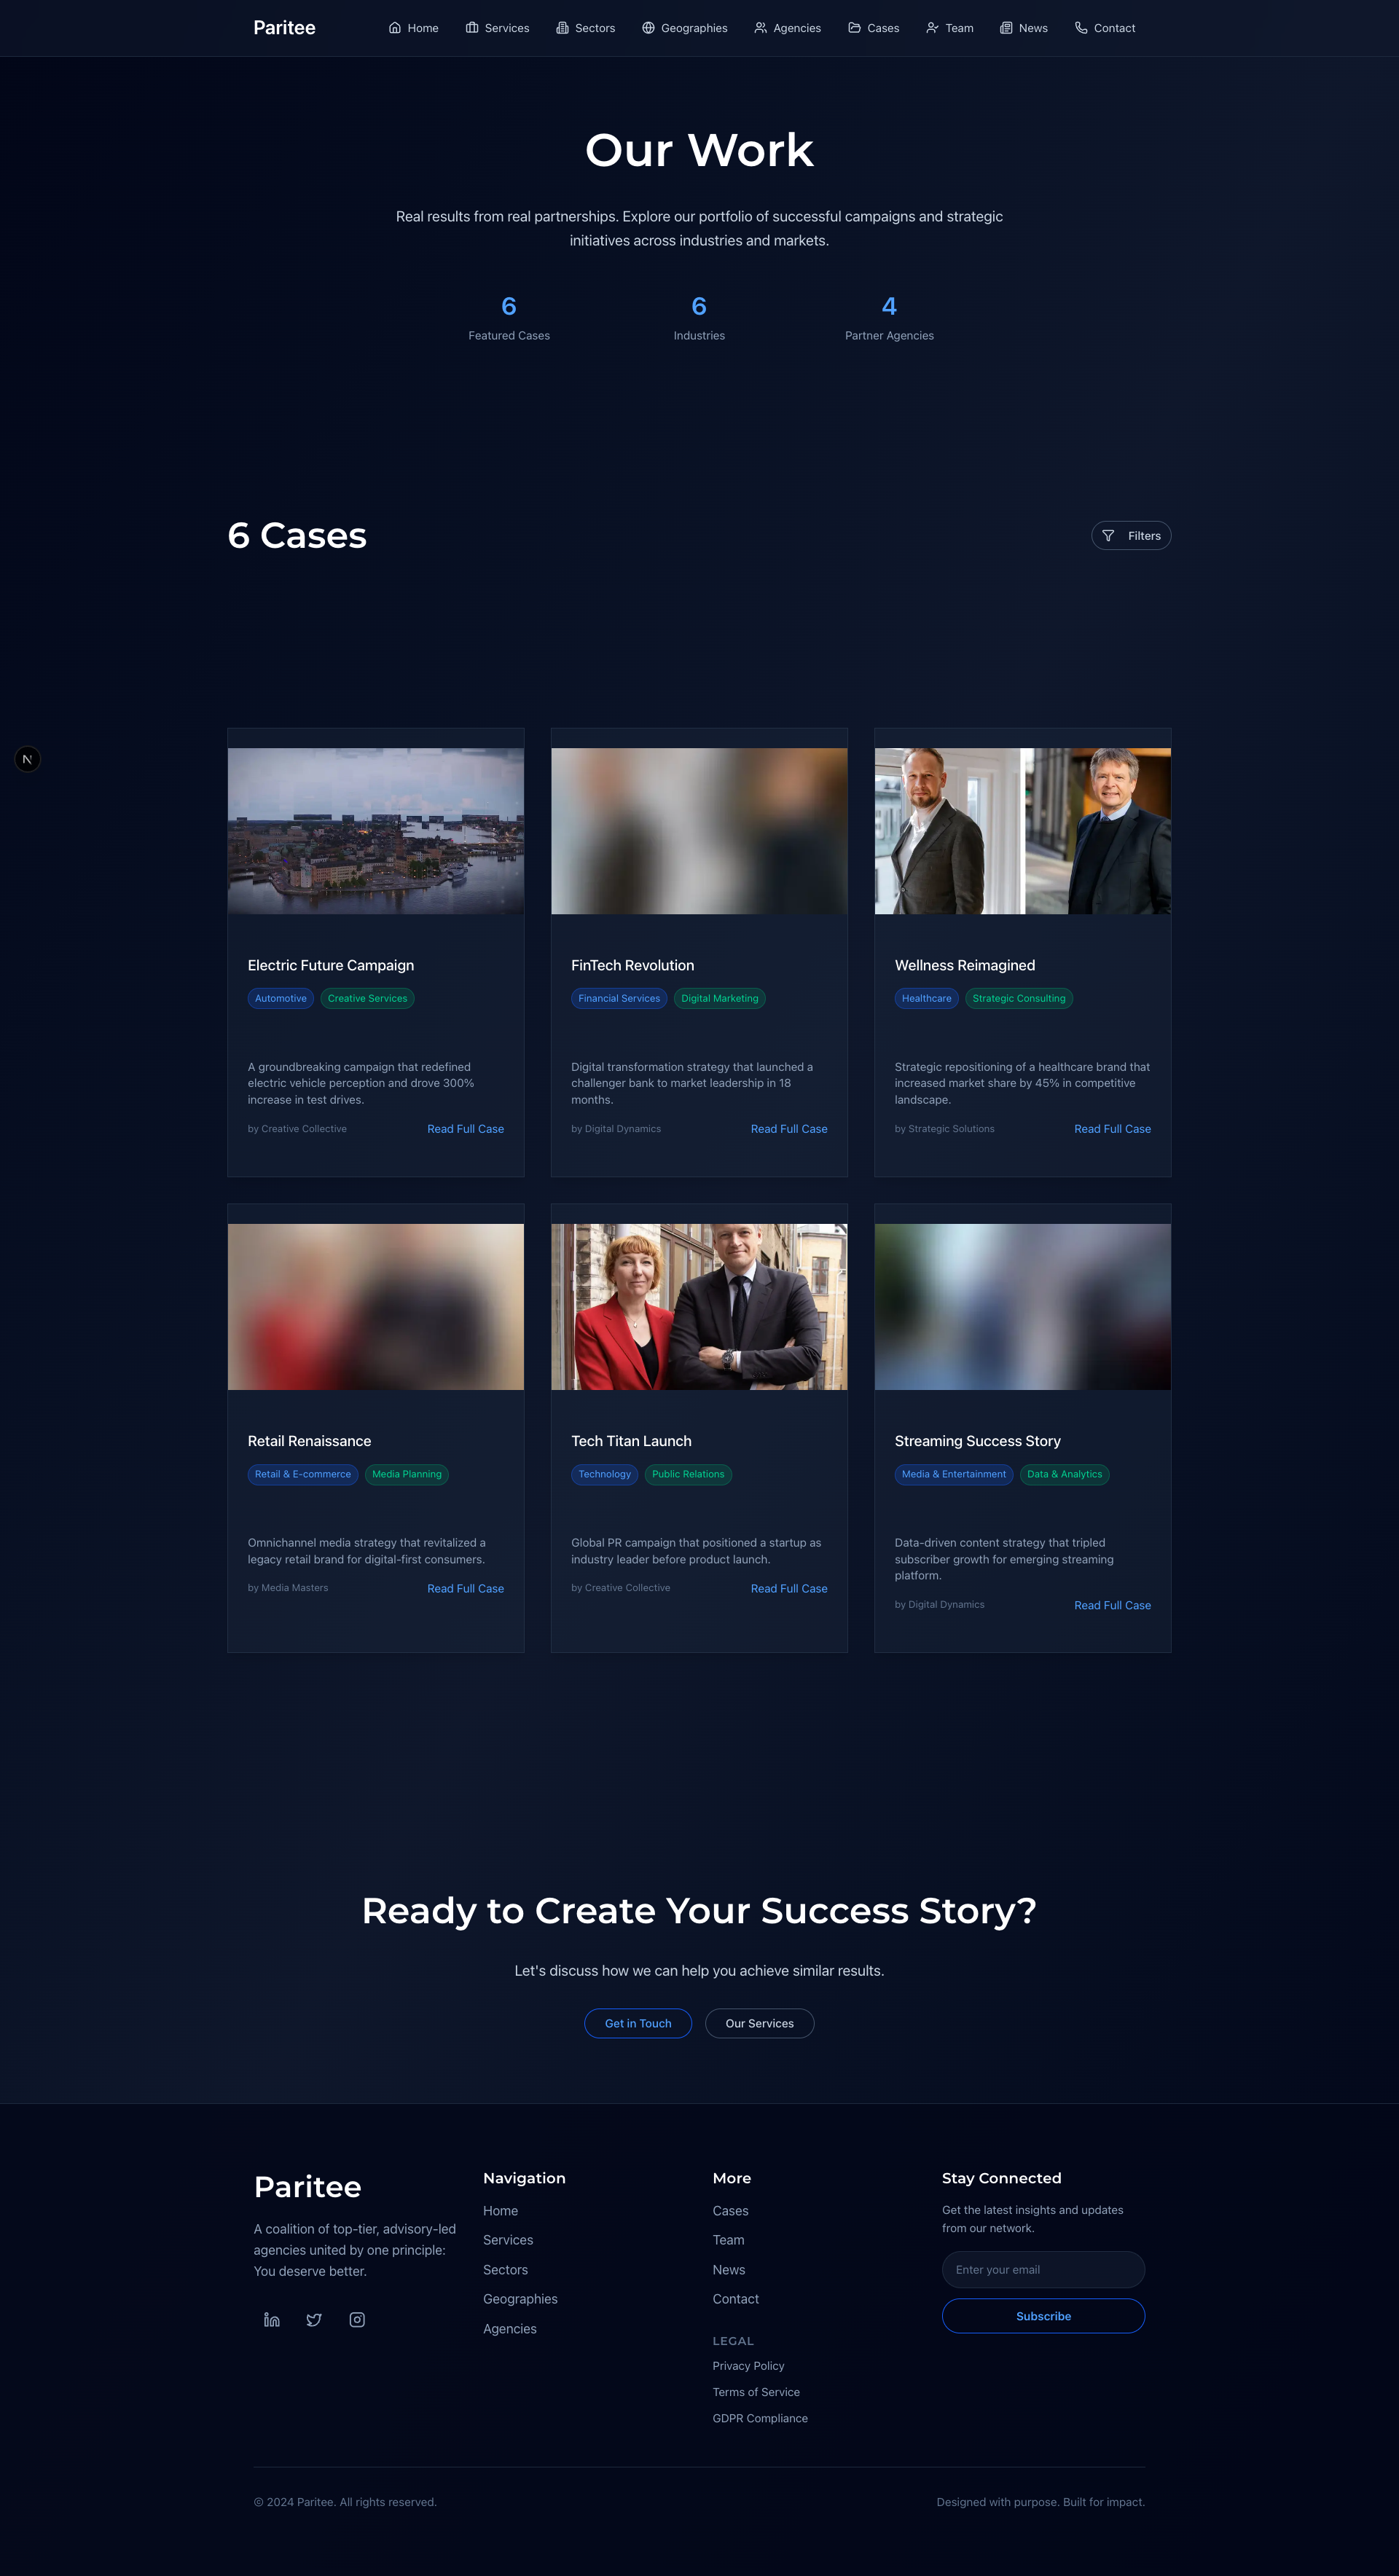 Paritee
Home
Services
Sectors
Geographies
Agencies
Cases
Team
News
Contact
Our Work
Real results from real partnerships. Explore our portfolio of successful campaigns and strategic
initiatives across industries and markets.
6
Featured Cases
6
Industries
4
Partner Agencies
6 Cases
Filters
N
Electric Future Campaign
Automotive
Creative Services
A groundbreaking campaign that redefined
electric vehicle perception and drove 300%
increase in test drives.
by Creative Collective
Read Full Case
FinTech Revolution
Financial Services
Digital Marketing
Digital transformation strategy that launched a
challenger bank to market leadership in 18
months.
by Digital Dynamics
Read Full Case
Wellness Reimagined
Healthcare
Strategic Consulting
Strategic repositioning of a healthcare brand that
increased market share by 45% in competitive
landscape.
by Strategic Solutions
Read Full Case
Retail Renaissance
Retail & E-commerce
Media Planning
Omnichannel media strategy that revitalized a
legacy retail brand for digital-first consumers.
by Media Masters
Read Full Case
Tech Titan Launch
Technology
Public Relations
Global PR campaign that positioned a startup as
industry leader before product launch.
by Creative Collective
Read Full Case
Streaming Success Story
Media & Entertainment
Data & Analytics
Data-driven content strategy that tripled
subscriber growth for emerging streaming
platform.
by Digital Dynamics
Read Full Case
Ready to Create Your Success Story?
Let's discuss how we can help you achieve similar results.
Get in Touch
Our Services
Paritee
A coalition of top-tier, advisory-led
agencies united by one principle:
You deserve better.
Navigation
Home
Services
Sectors
Geographies
Agencies
More
Cases
Team
News
Contact
LEGAL
Privacy Policy
Terms of Service
GDPR Compliance
Stay Connected
Get the latest insights and updates
from our network.
Enter your email
Subscribe
© 2024 Paritee. All rights reserved.
Designed with purpose. Built for impact.